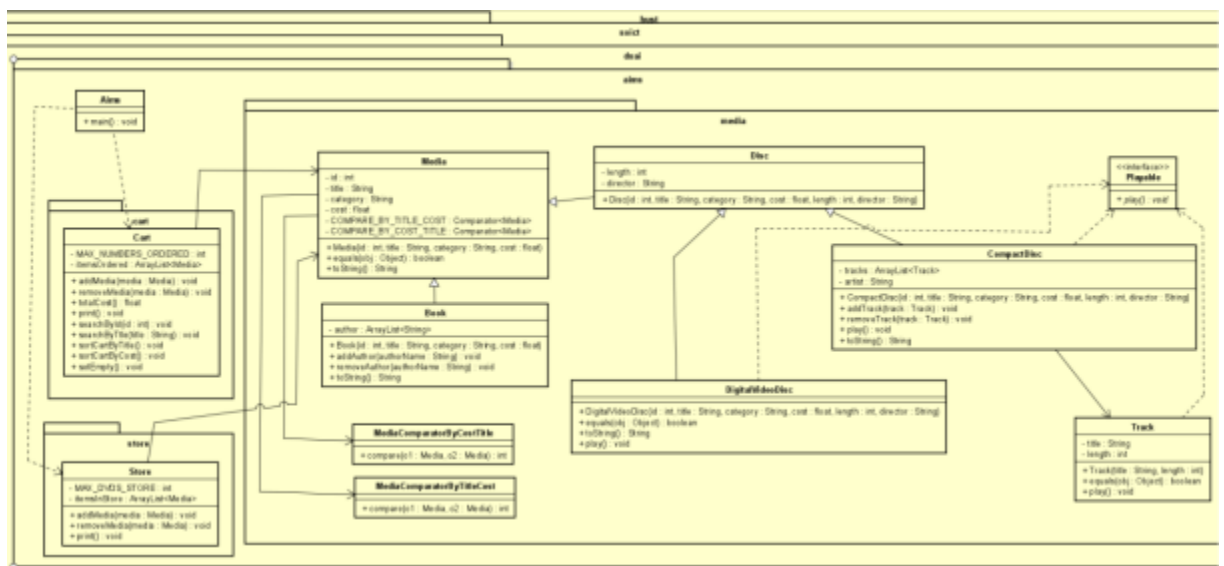 hust
soict
dsai
aims
Aims
+ main() : void
media
Media
- id : int
- title : String
- category : String
- cost : float
- COMPARE_BY_TITLE_COST : Comparator<Media>
- COMPARE_BY_COST_TITLE : Comparator<Media>
+ Media(id : int, title : String, category : String, cost : float)
+ equals(obj : Object) : boolean
+ toString() : String
Disc
- length : int
- director : String
+ Disc(id : int, title : String, category : String, cost : float, length : int, director : String)
<<interface>>
Playable
+ play() : void
cart
Cart
- MAX_NUMBERS_ORDERED : int
- itemsOrdered : ArrayList<Media>
+ addMedia(media : Media) : void
+ removeMedia(media : Media) : void
+ totalCost() : float
+ print() : void
+ searchById(id : int) : void
+ searchByTitle(title : String) : void
+ sortCartByTitle() : void
+ sortCartByCost() : void
+ setEmpty() : void
CompactDisc
- tracks : ArrayList<Track>
- artist : String
+ CompactDisc(id : int, title : String, category : String, cost : float, length : int, director : String)
+ addTrack(track : Track) : void
+ removeTrack(track : Track) : void
+ play() : void
+ toString() : String
Book
- author : ArrayList<String>
+ Book(id : int, title : String, category : String, cost : float)
+ addAuthor(authorName : String) : void
+ removeAuthor(authorName : String) : void
+ toString() : String
DigitalVideoDisc
+ DigitalVideoDisc(id : int, title : String, category : String, cost : float, length : int, director : String)
+ equals(obj : Object) : boolean
+ toString() : String
+ play() : void
store
Store
- MAX_DVDS_STORE : int
- itemsInStore : ArrayList<Media>
+ addMedia(media : Media) : void
+ removeMedia(media : Media) : void
+ print() : void
MediaComparatorByCostTitle
+ compare(o1 : Media, o2 : Media) : int
MediaComparatorByTitleCost
+ compare(o1 : Media, o2 : Media) : int
Track
- title : String
- length : int
+ Track(title : String, length : int)
+ equals(obj : Object) : boolean
+ play() : void